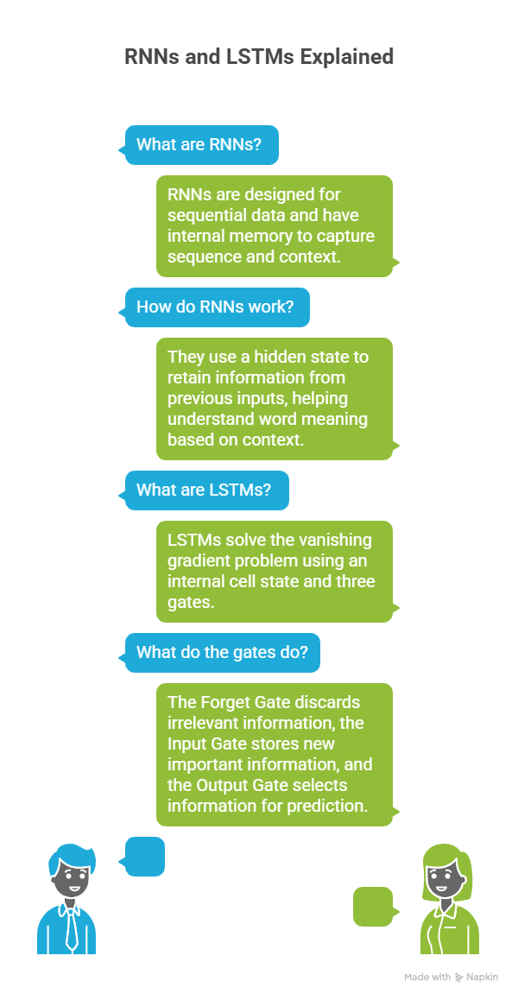 RNNs and LSTMs Explained
What are RNNs?
RNNs are designed for
sequential data and have
internal memory to capture
sequence and context.
How do RNNs work?
They use a hidden state to
retain information from
previous inputs, helping
understand word meaning
based on context.
What are LSTMs?
LSTMs solve the vanishing
gradient problem using an
internal cell state and three
gates.
What do the gates do?
The Forget Gate discards
irrelevant information, the
Input Gate stores new
important information, and
the Output Gate selects
information for prediction.
Made with Napkin